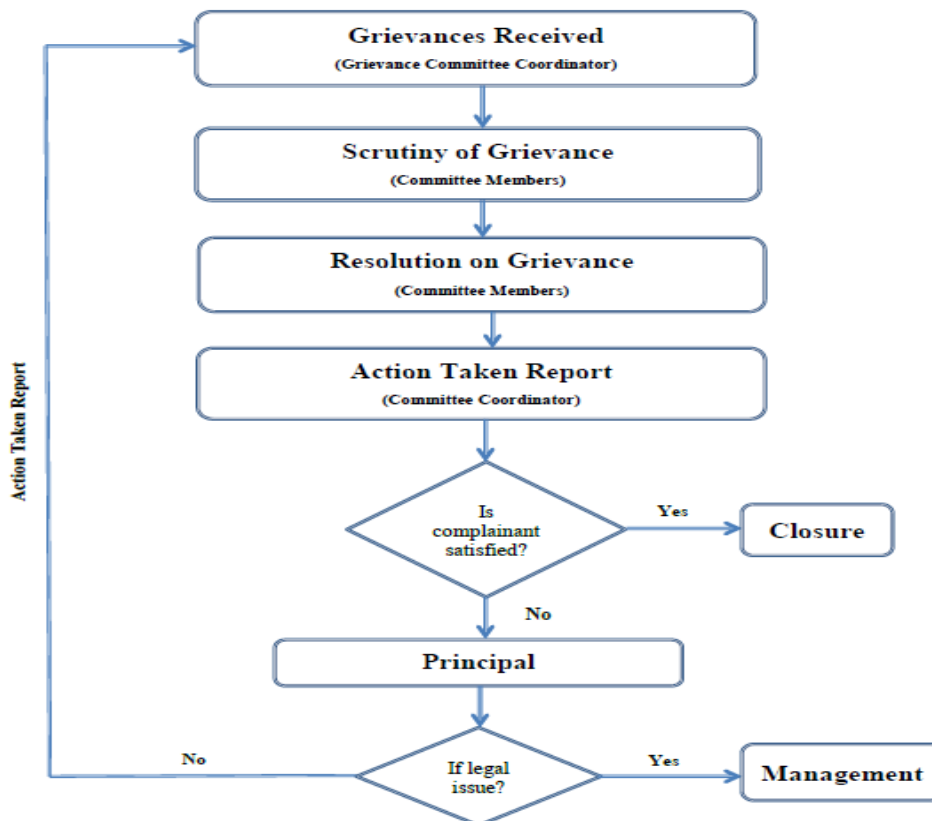 Grievances Received
(Grievance Committee Coordinator)
Scrutiny of Grievance
(Committee Members)
Resolution on Grievance
(Committee Members)
Action Taken Report
(Committee Coordinator)
Action Taken Report
Is
complainant
satisfied?
Yes
Closure
No
Principal
No
If legal
issue?
Yes
Management